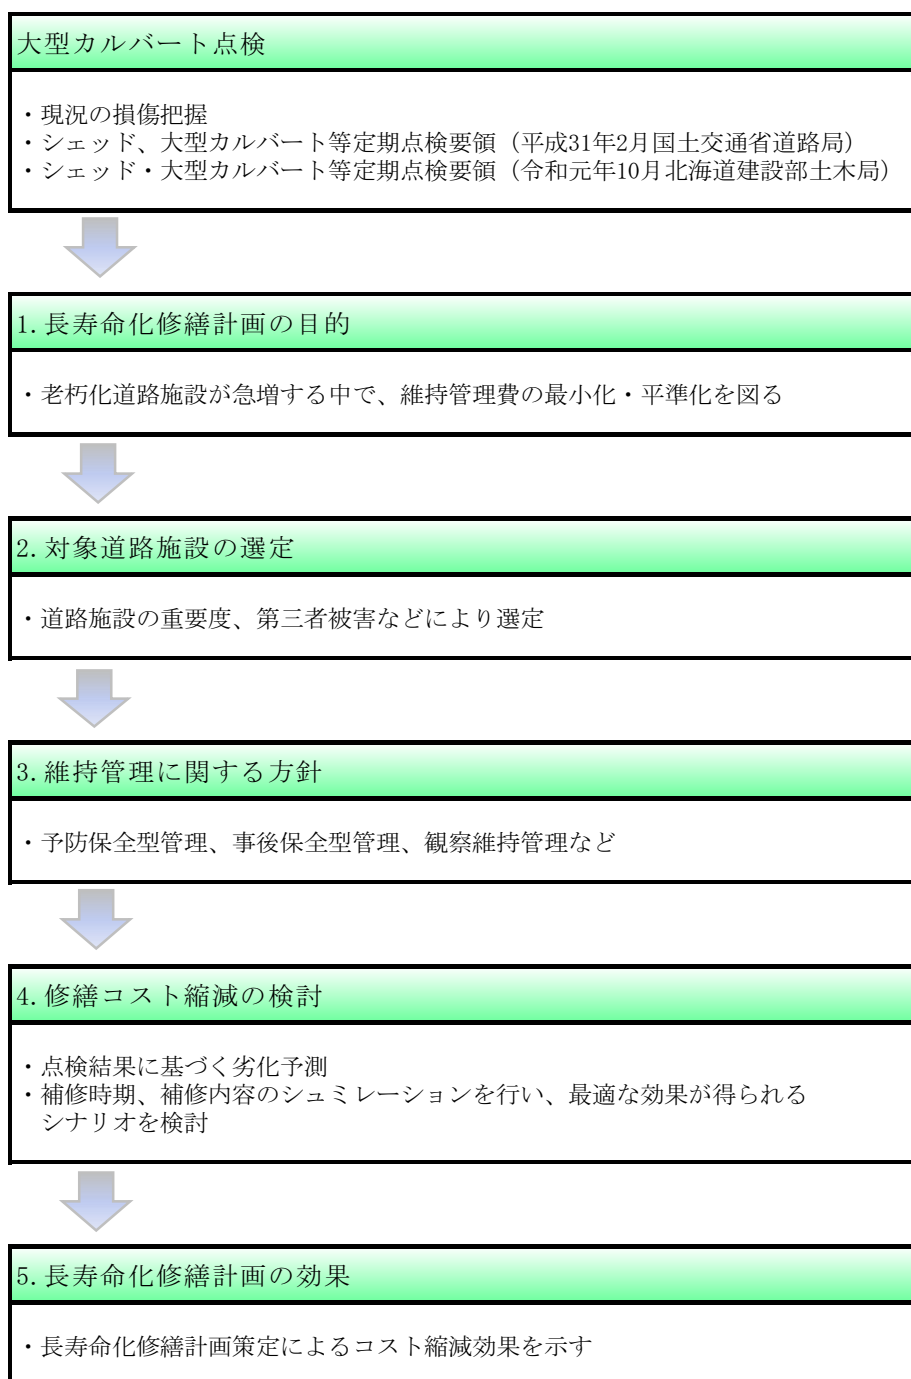 大型カルバート点検
・現況の損傷把握
・シェッド、大型カルバート等定期点検要領（平成31年2月国土交通省道路局）
・シェッド・大型カルバート等定期点検要領（令和元年10月北海道建設部土木局）
1.長寿命化修繕計画の目的
・老朽化道路施設が急増する中で、維持管理費の最小化・平準化を図る
2.対象道路施設の選定
・道路施設の重要度、第三者被害などにより選定
3.維持管理に関する方針
・予防保全型管理、事後保全型管理、観察維持管理など
4.修繕コスト縮減の検討
・点検結果に基づく劣化予測
・補修時期、補修内容のシュミレーションを行い、最適な効果が得られる
シナリオを検討
5.長寿命化修繕計画の効果
・長寿命化修繕計画策定によるコスト縮減効果を示す